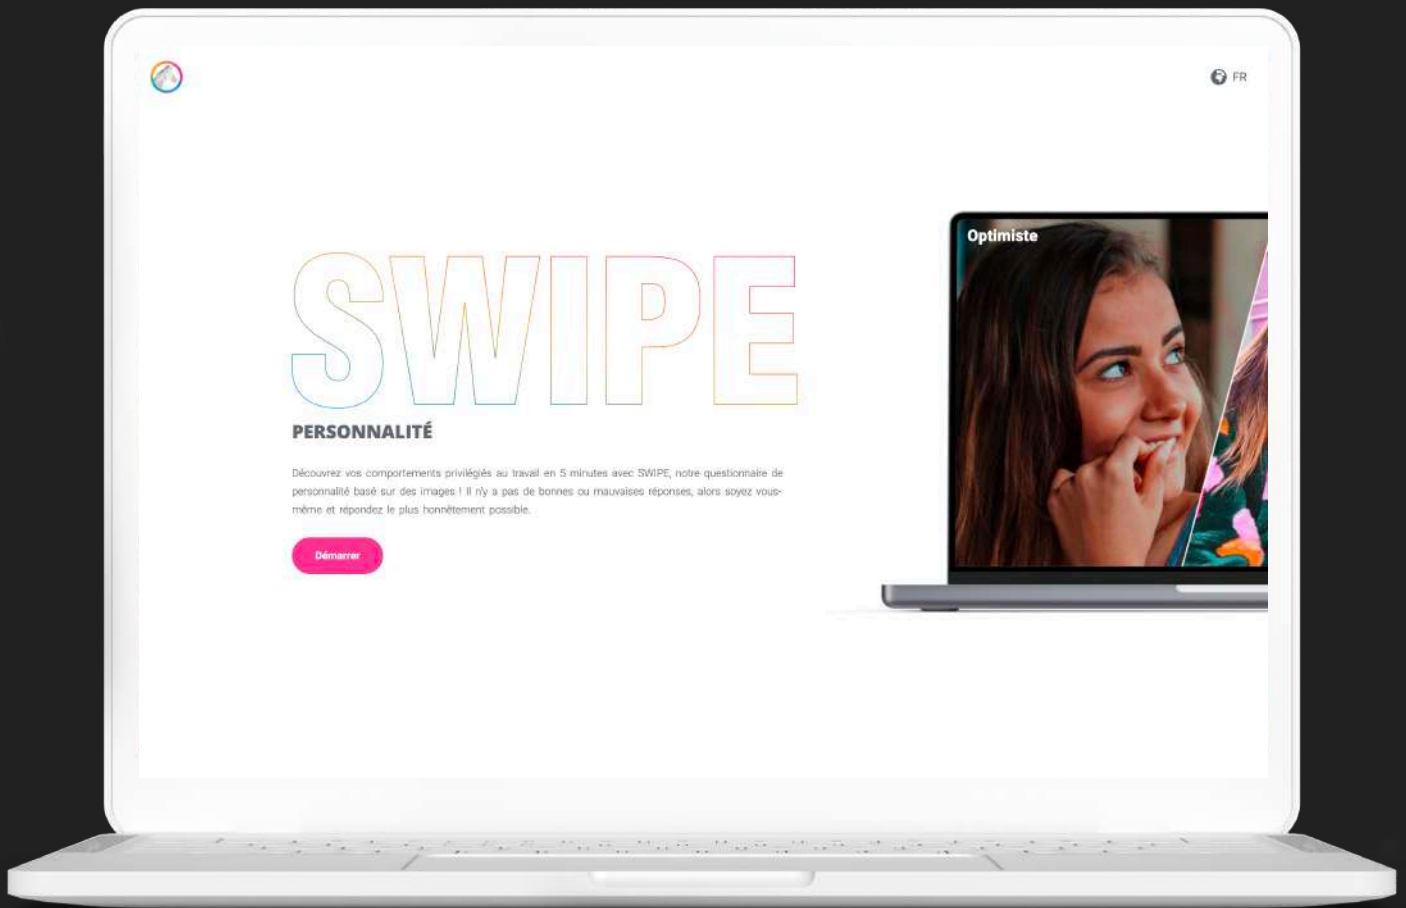 FR
Optimiste
SWIPE
PERSONNALITÉ
Découvrez vos comportements privilégiés au travail en 5 minutes avec SWIPE, notre questionnaire de
personnalité basé sur des images ! Il n'y a pas de bonnes ou mauvaises réponses, alors soyez vous-
même et répondez le plus honnêtement possible.
Démarrer